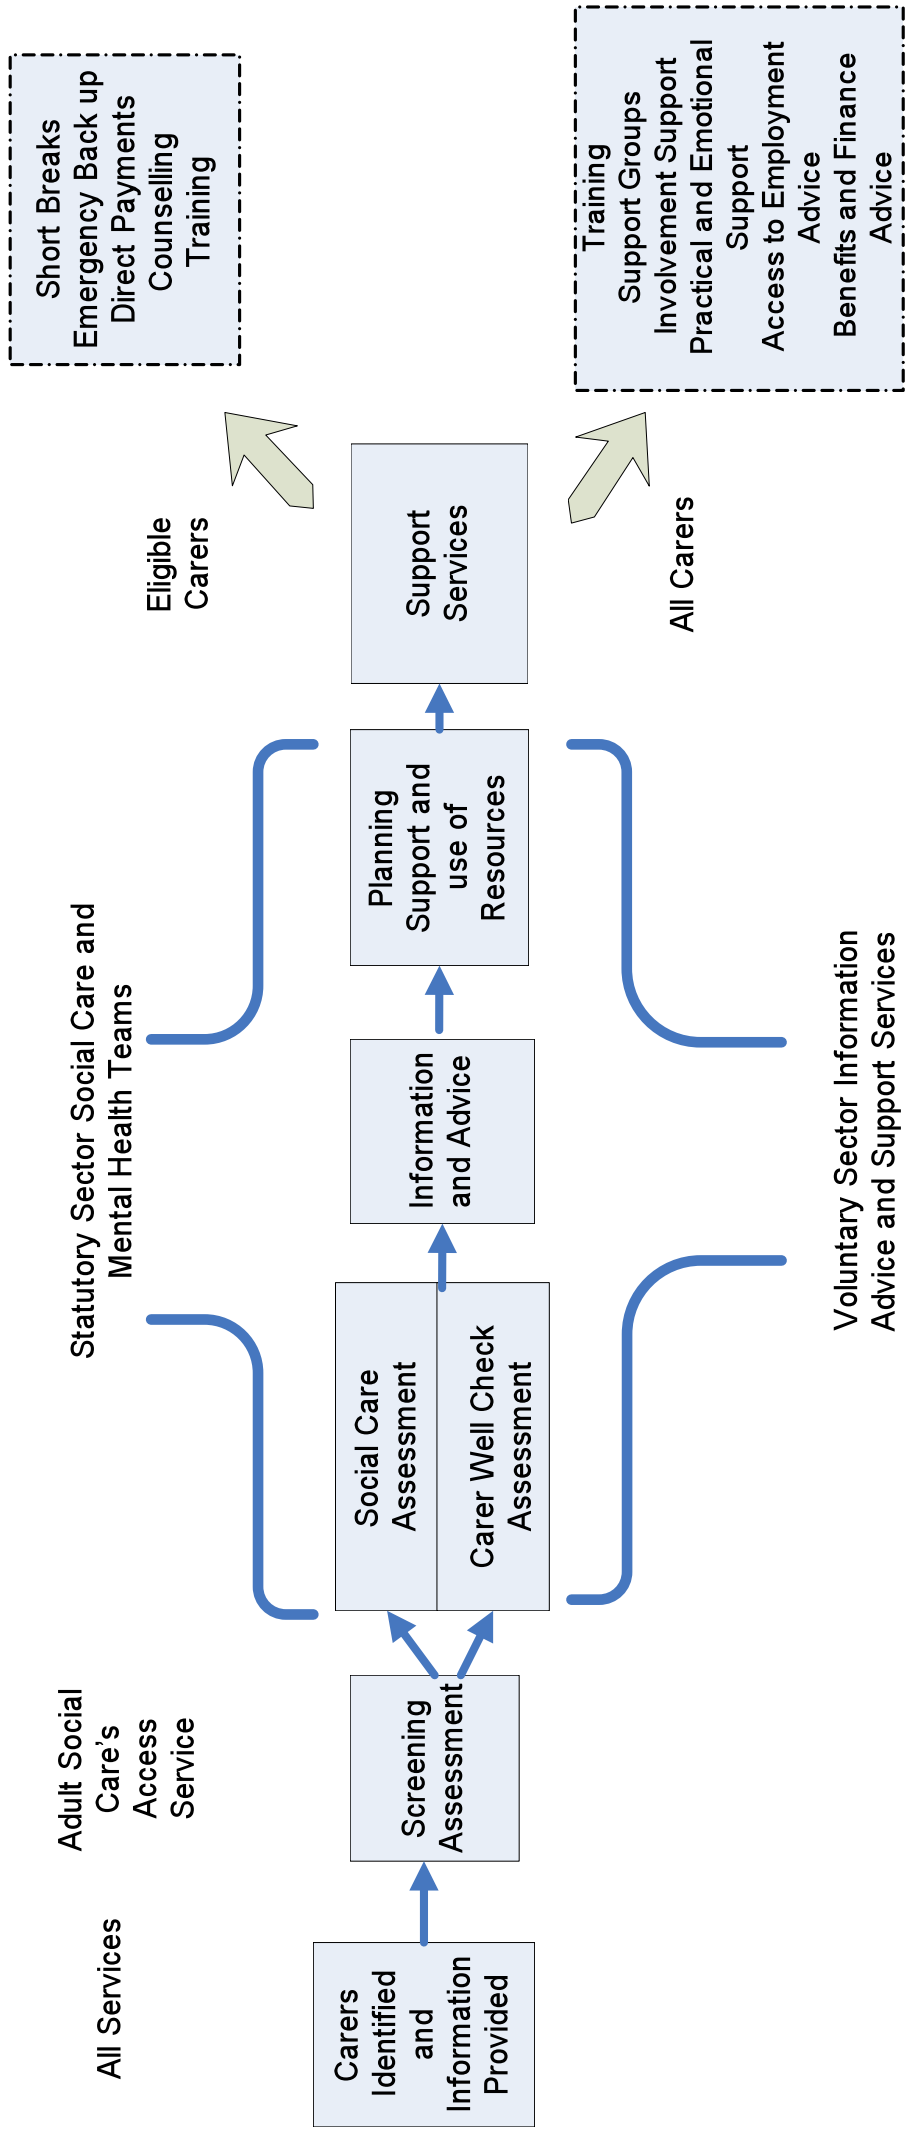 All Services
Adult Social
Care's
Access
Service
Statutory Sector Social Care and
Mental Health Teams
Eligible
Carers
Short Breaks
Emergency Back up
Direct Payments
Counselling
Training
Carers
Identified
and
Information
Provided
Screening
Assessment
Social Care
Assessment
Carer Well Check
Assessment
Information
and Advice
Planning
Support and
use of
Resources
Support
Services
All Carers
Training
Support Groups
Involvement Support
Practical and Emotional
Support
Access to Employment
Advice
Benefits and Finance
Advice
Voluntary Sector Information
Advice and Support Services